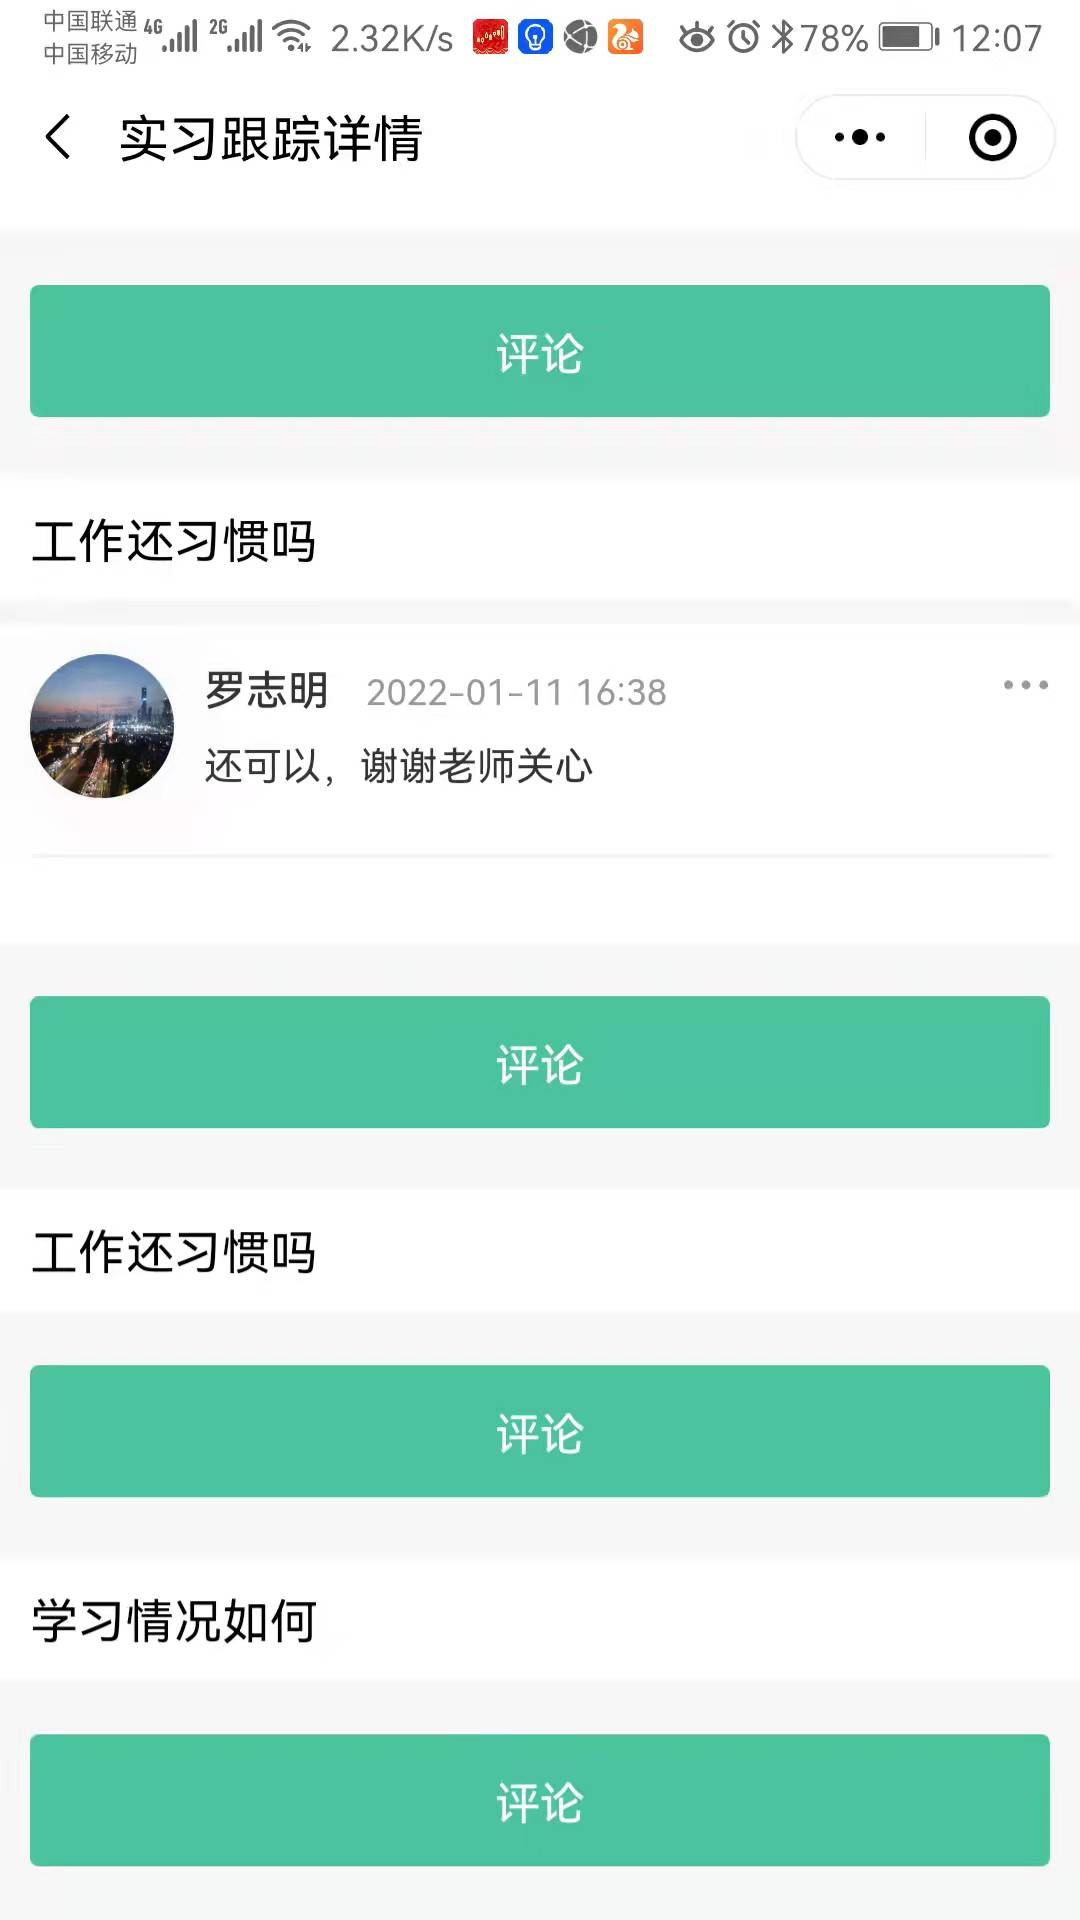 中国联通
中国移动
4G 2G 2.32K/s 78% 12:07
实习跟踪详情
评论
工作还习惯吗
罗志明 2022-01-11 16:38
还可以，谢谢老师关心
评论
工作还习惯吗
评论
学习情况如何
评论